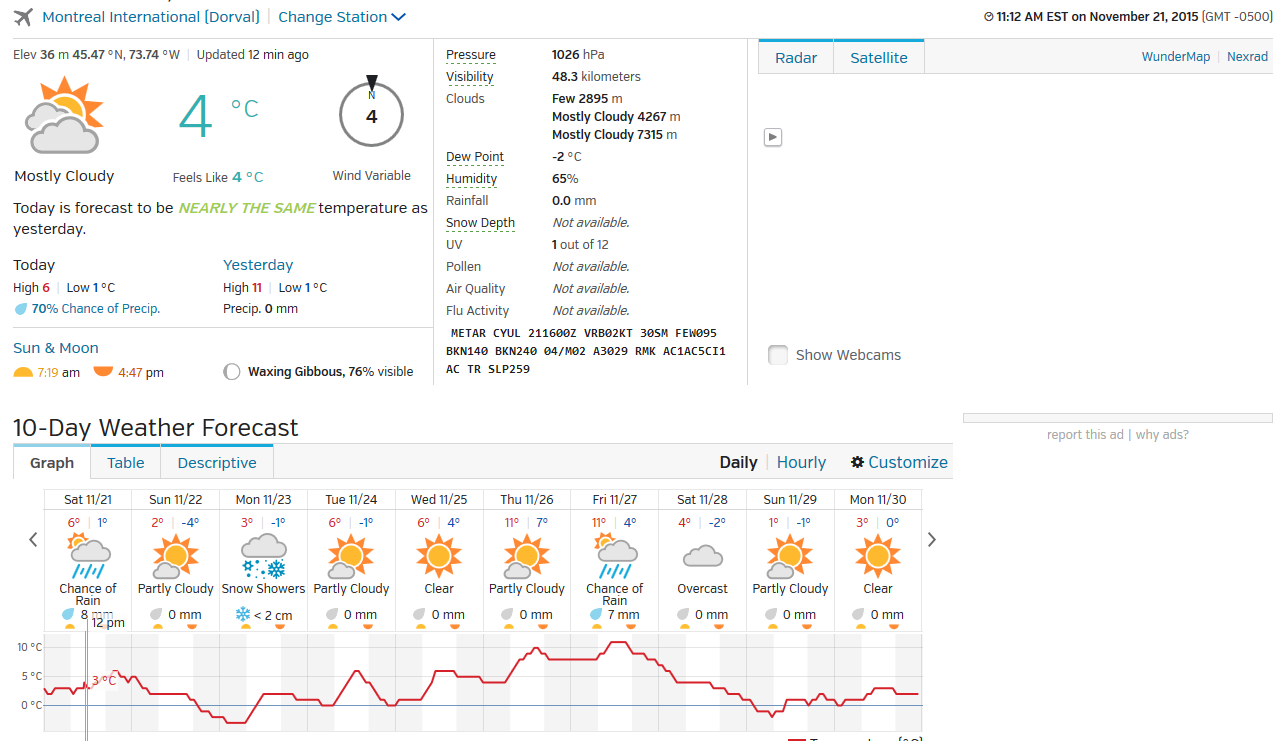 Montreal International (Dorval) | Change Station
11:12 AM EST on November 21, 2015 (GMT -0500)
Elev 36 m 45.47 °N, 73.74 °W | Updated 12 min ago
4 °C
N
4
Mostly Cloudy
Feels Like 4 °C
Wind Variable
Today is forecast to be NEARLY THE SAME temperature as
yesterday.
Today
High 6 | Low 1 °C
70% Chance of Precip.
Yesterday
High 11 | Low 1 °C
Precip. 0 mm
Sun & Moon
7:19 am 4:47 pm
Waxing Gibbous, 76% visible
Pressure 1026 hPa
Visibility 48.3 kilometers
Clouds Few 2895 m
Mostly Cloudy 4267 m
Mostly Cloudy 7315 m
Dew Point -2 °C
Humidity 65%
Rainfall 0.0 mm
Snow Depth Not available.
UV 1 out of 12
Pollen Not available.
Air Quality Not available.
Flu Activity Not available.
METAR CYUL 211600Z VRB02KT 30SM FEW095
BKN140 BKN240 04/M02 A3029 RMK AC1AC5CI1
AC TR SLP259
Radar Satellite WunderMap | Nexrad
Show Webcams
report this ad | why ads?
10-Day Weather Forecast
Graph Table Descriptive Daily | Hourly Customize
Sat 11/21 Sun 11/22 Mon 11/23 Tue 11/24 Wed 11/25 Thu 11/26 Fri 11/27 Sat 11/28 Sun 11/29 Mon 11/30
6° | 1° 2° | -4° 3° | -1° 6° | -1° 6° | 4° 11° | 7° 11° | 4° 4° | -2° 1° | -1° 3° | 0°
Chance of Rain Partly Cloudy Snow Showers Partly Cloudy Clear Partly Cloudy Chance of Rain Overcast Partly Cloudy Clear
8 mm 0 mm < 2 cm 0 mm 0 mm 0 mm 7 mm 0 mm 0 mm 0 mm
12 pm
10 °C
5 °C
3 °C
0 °C